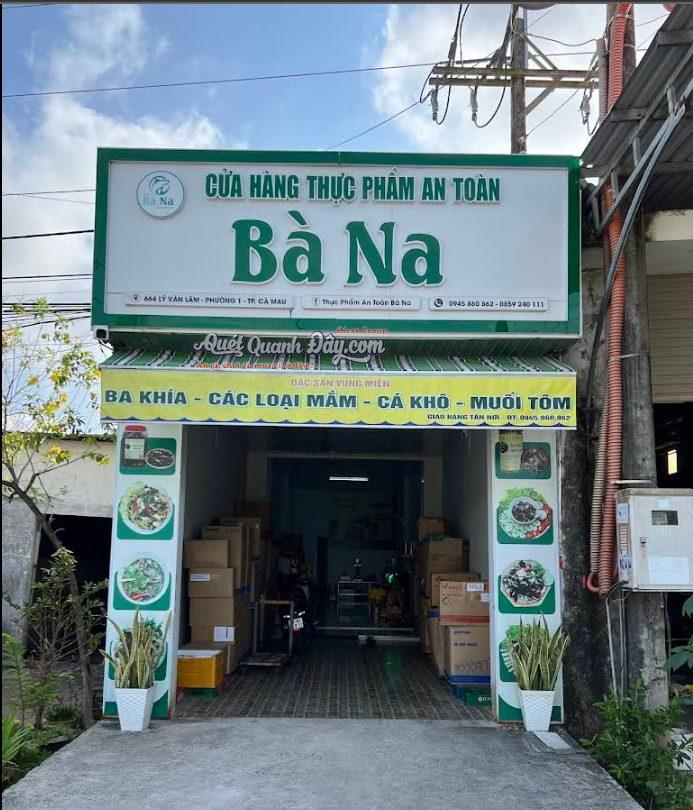 Bà Na
CỬA HÀNG THỰC PHẨM AN TOÀN
Bà Na
664 LÝ VĂN LÂM - PHƯỜNG 1 - TP. CÀ MAU
Thực Phẩm An Toàn Bà Na
0945 860 862 - 0859 240 111
iNext Group
Quét Quanh Đây.com
ĐẶC SẢN VÙNG MIỀN
BA KHÍA - CÁC LOẠI MẮM - CÁ KHÔ - MUỐI TÔM
GIAO HÀNG TẬN NƠI - ĐT: 0945.860.862